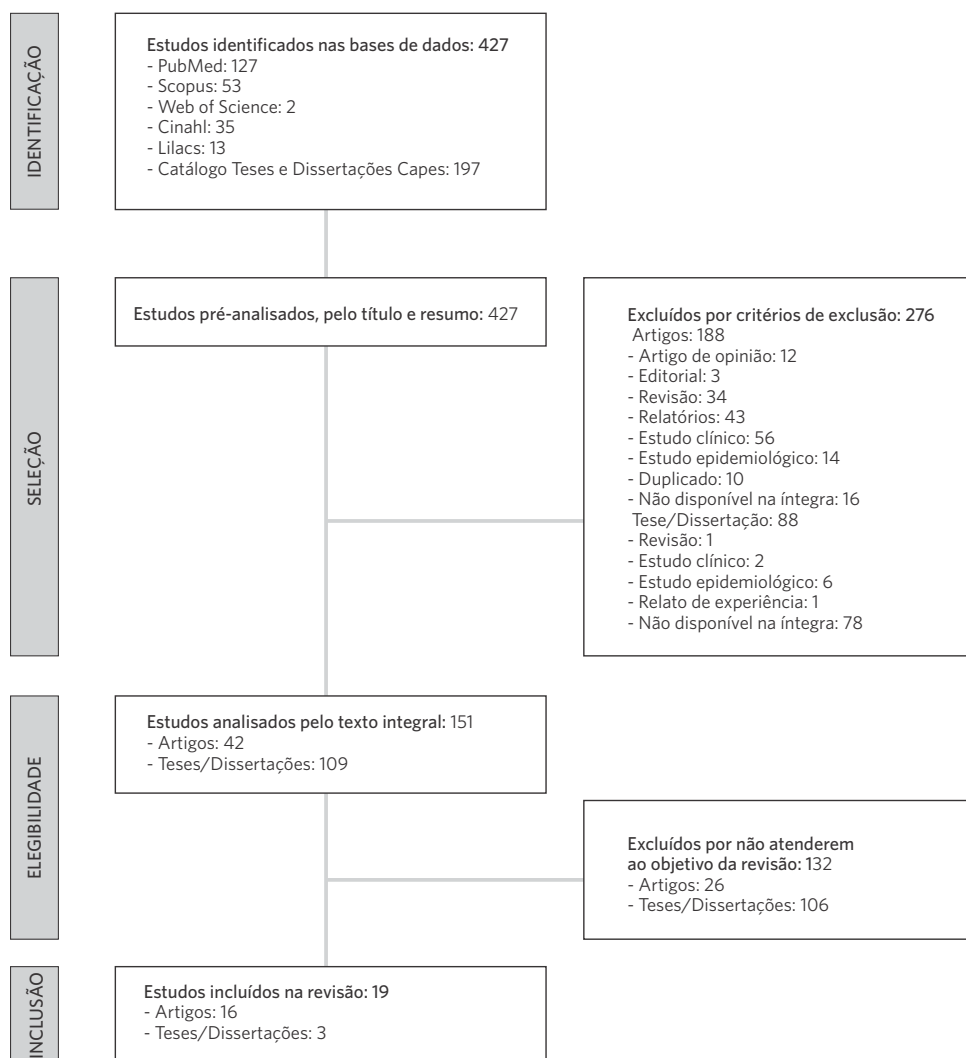 IDENTIFICAÇÃO
Estudos identificados nas bases de dados: 427
- PubMed: 127
- Scopus: 53
- Web of Science: 2
- Cinahl: 35
- Lilacs: 13
- Catálogo Teses e Dissertações Capes: 197
SELEÇÃO
Estudos pré-analisados, pelo título e resumo: 427
Excluídos por critérios de exclusão: 276
Artigos: 188
- Artigo de opinião: 12
- Editorial: 3
- Revisão: 34
- Relatórios: 43
- Estudo clínico: 56
- Estudo epidemiológico: 14
- Duplicado: 10
- Não disponível na íntegra: 16
Tese/Dissertação: 88
- Revisão: 1
- Estudo clínico: 2
- Estudo epidemiológico: 6
- Relato de experiência: 1
- Não disponível na íntegra: 78
ELEGIBILIDADE
Estudos analisados pelo texto integral: 151
- Artigos: 42
- Teses/Dissertações: 109
Excluídos por não atenderem
ao objetivo da revisão: 132
- Artigos: 26
- Teses/Dissertações: 106
INCLUSÃO
Estudos incluídos na revisão: 19
- Artigos: 16
- Teses/Dissertações: 3